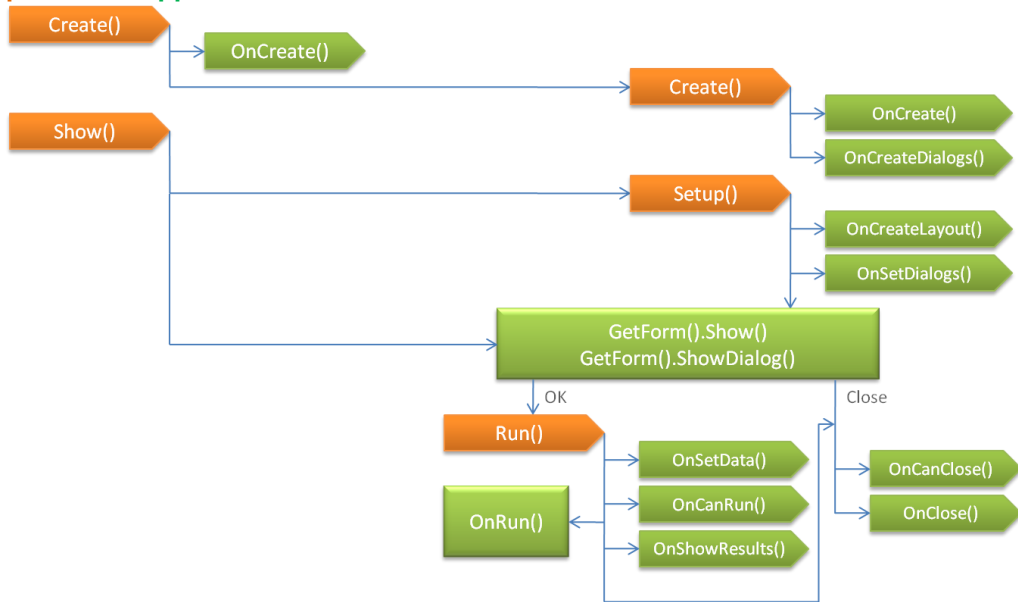 Create()
OnCreate()
Create()
OnCreate()
Show()
OnCreateDialogs()
Setup()
OnCreateLayout()
OnSetDialogs()
GetForm().Show()
GetForm().ShowDialog()
OK
Close
Run()
OnSetData()
OnCanClose()
OnCanRun()
OnRun()
OnClose()
OnShowResults()